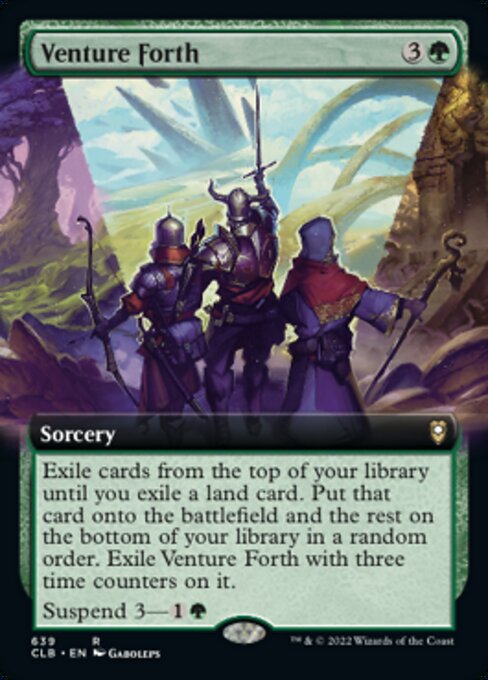 Venture Forth 3
Sorcery
Exile cards from the top of your library
until you exile a land card. Put that
card onto the battlefield and the rest on
the bottom of your library in a random
order. Exile Venture Forth with three
time counters on it.
Suspend 3—1
639 R
CLB • EN Gaboleps
™ & © 2022 Wizards of the Coast